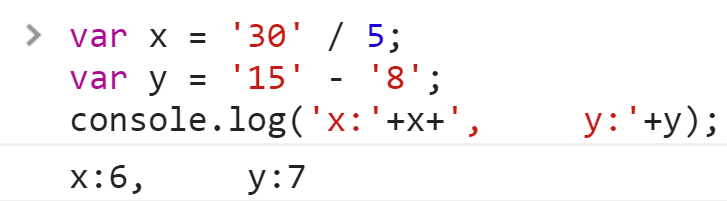 > var x = '30' / 5;
var y = '15' - '8';
console.log('x:'+x+',     y:'+y);
x:6,     y:7